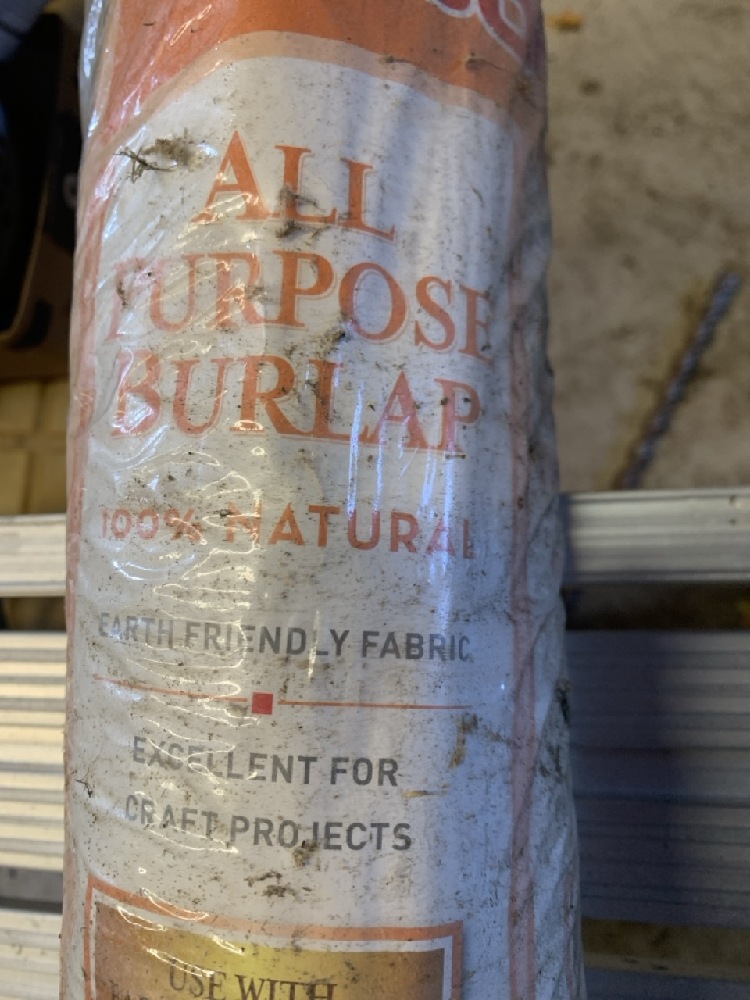 ALL
PURPOSE
BURLAP
100% NATURAL
EARTH FRIENDLY FABRIC
EXCELLENT FOR
CRAFT PROJECTS
USE WITH